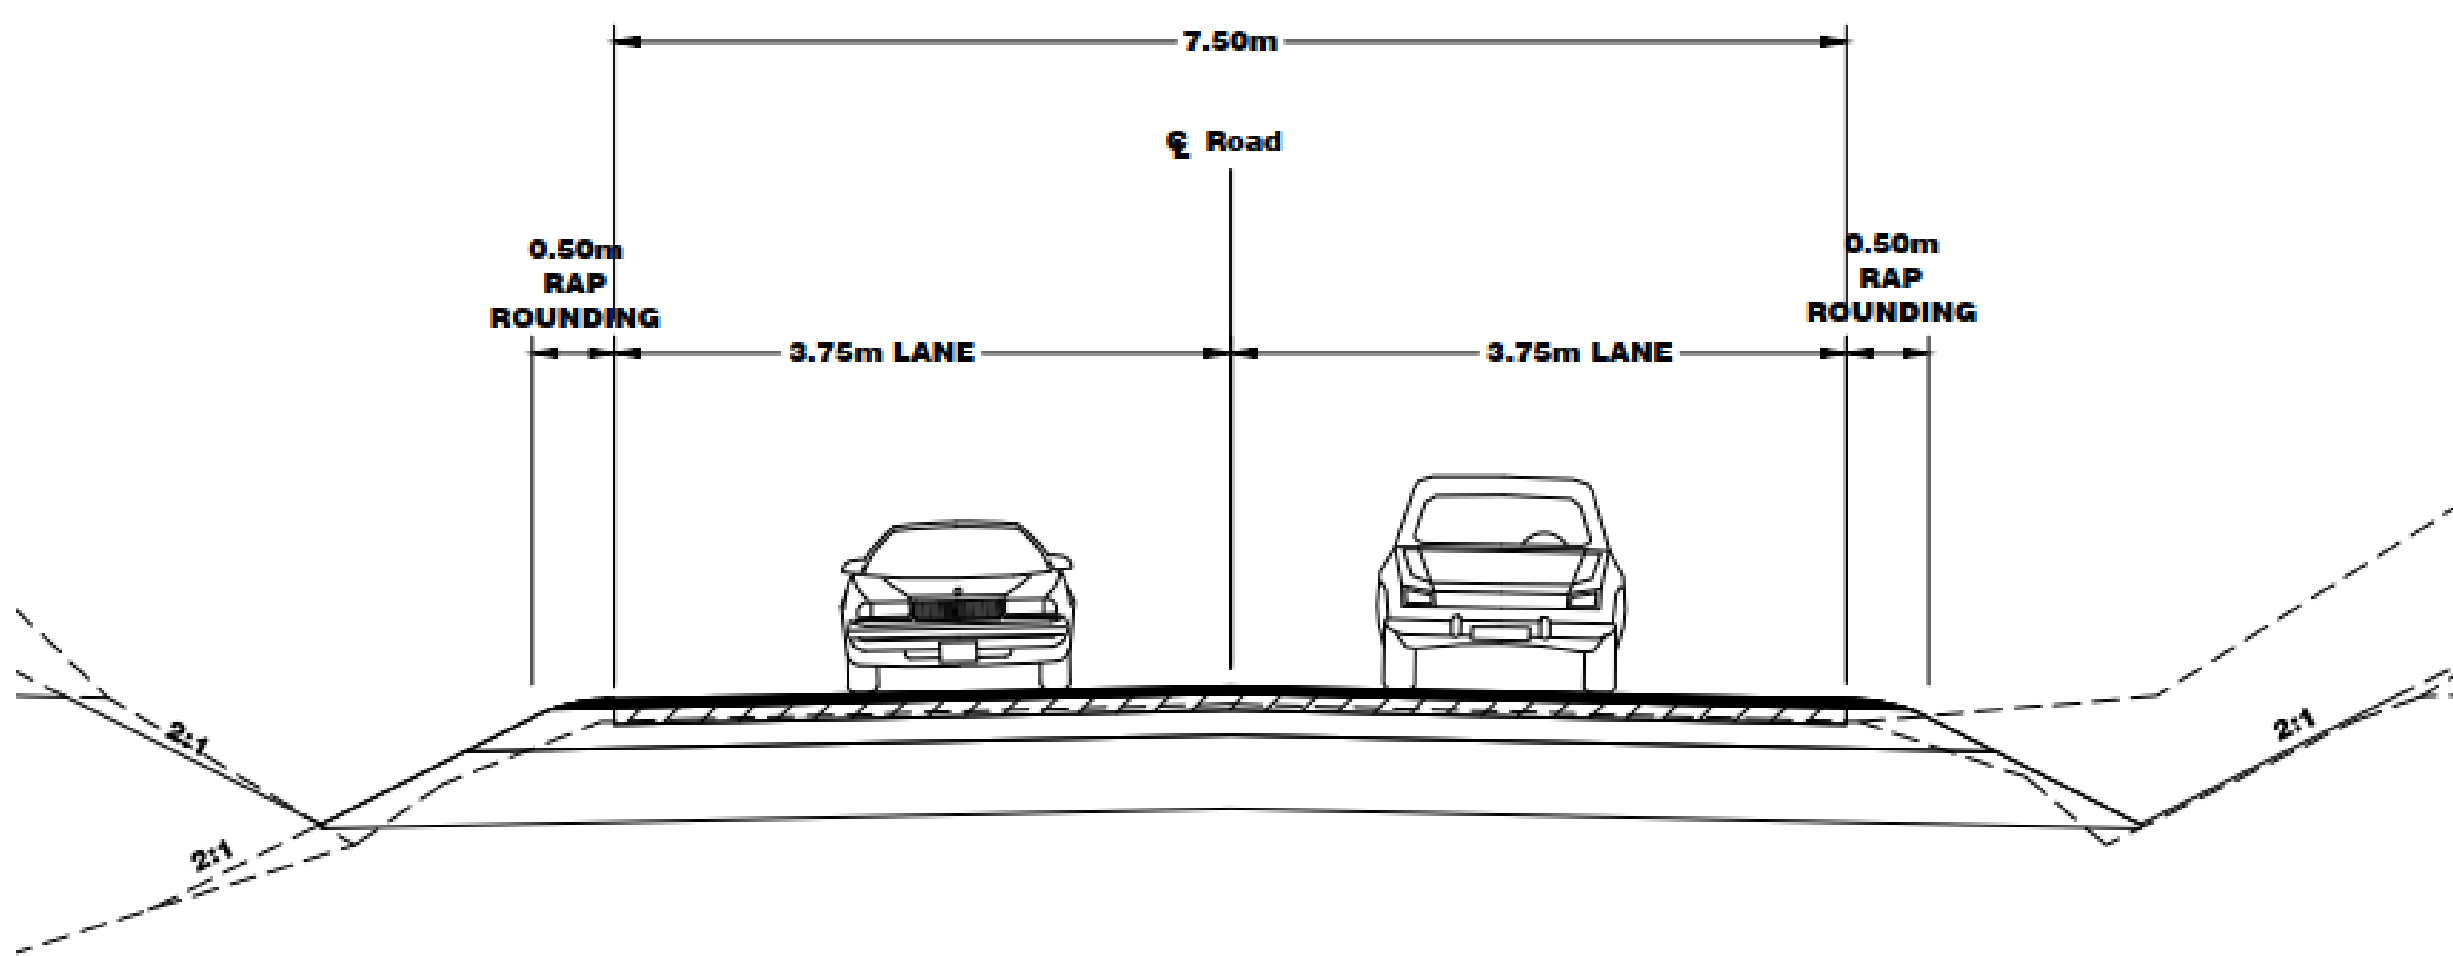 7.50m
℄ Road
0.50m
RAP
ROUNDING
0.50m
RAP
ROUNDING
3.75m LANE
3.75m LANE
2:1
2:1
2:1